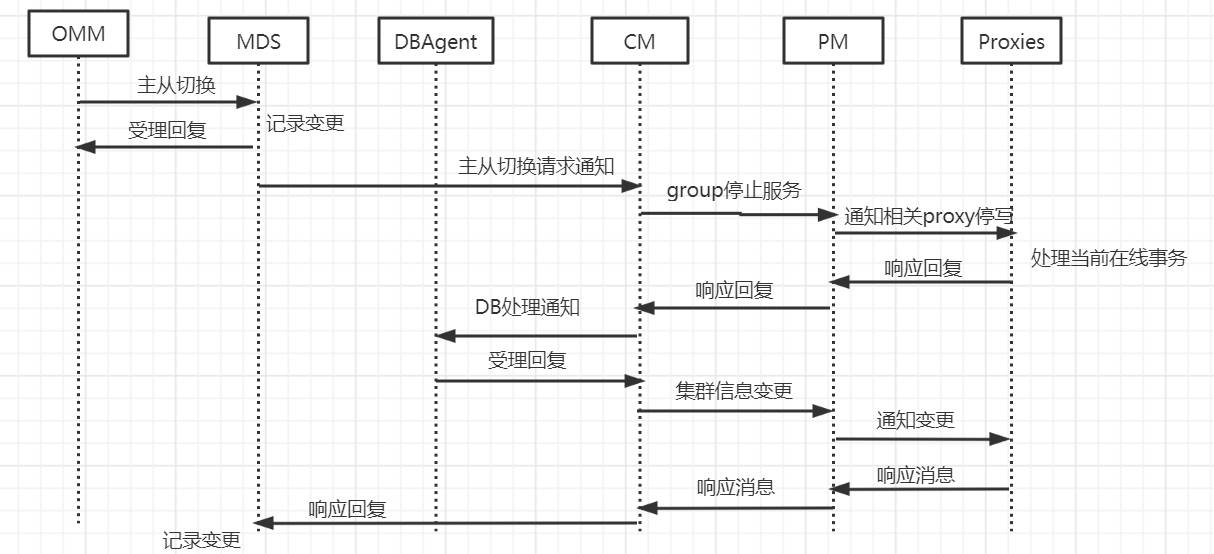 OMM
MDS
DBAgent
CM
PM
Proxies
主从切换
记录变更
受理回复
主从切换请求通知
group停止服务
通知相关proxy停写
处理当前在线事务
响应回复
响应回复
DB处理通知
受理回复
集群信息变更
通知变更
响应消息
响应消息
响应回复
记录变更